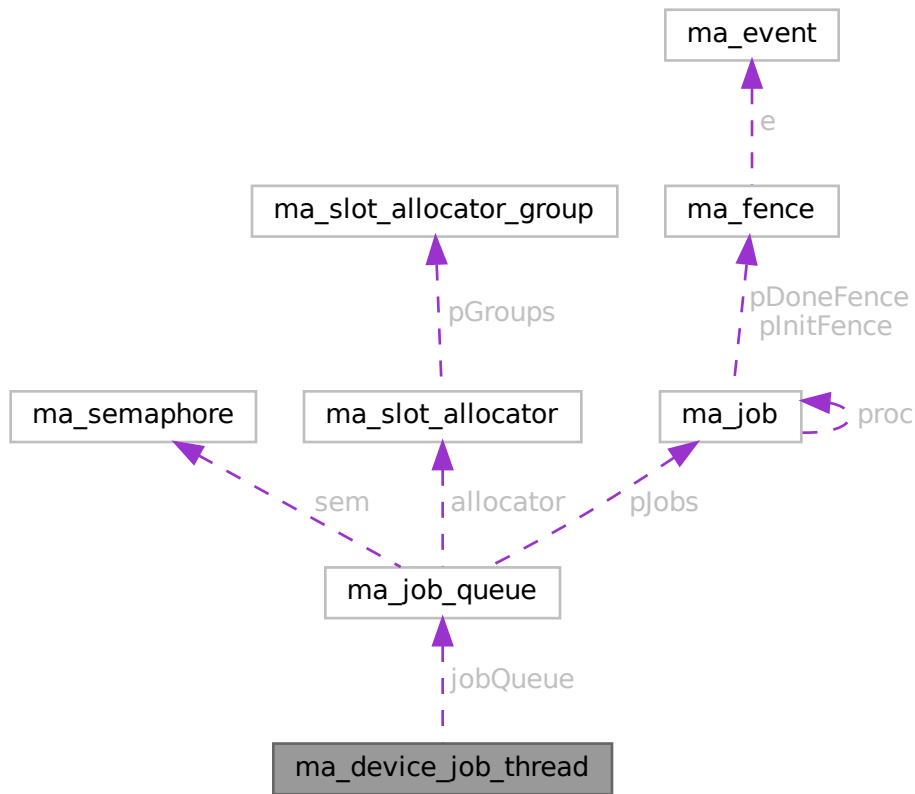 ma_event
e
ma_slot_allocator_group
ma_fence
pGroups
pDoneFence
pInitFence
ma_semaphore
ma_slot_allocator
ma_job
proc
sem
allocator
pJobs
ma_job_queue
jobQueue
ma_device_job_thread